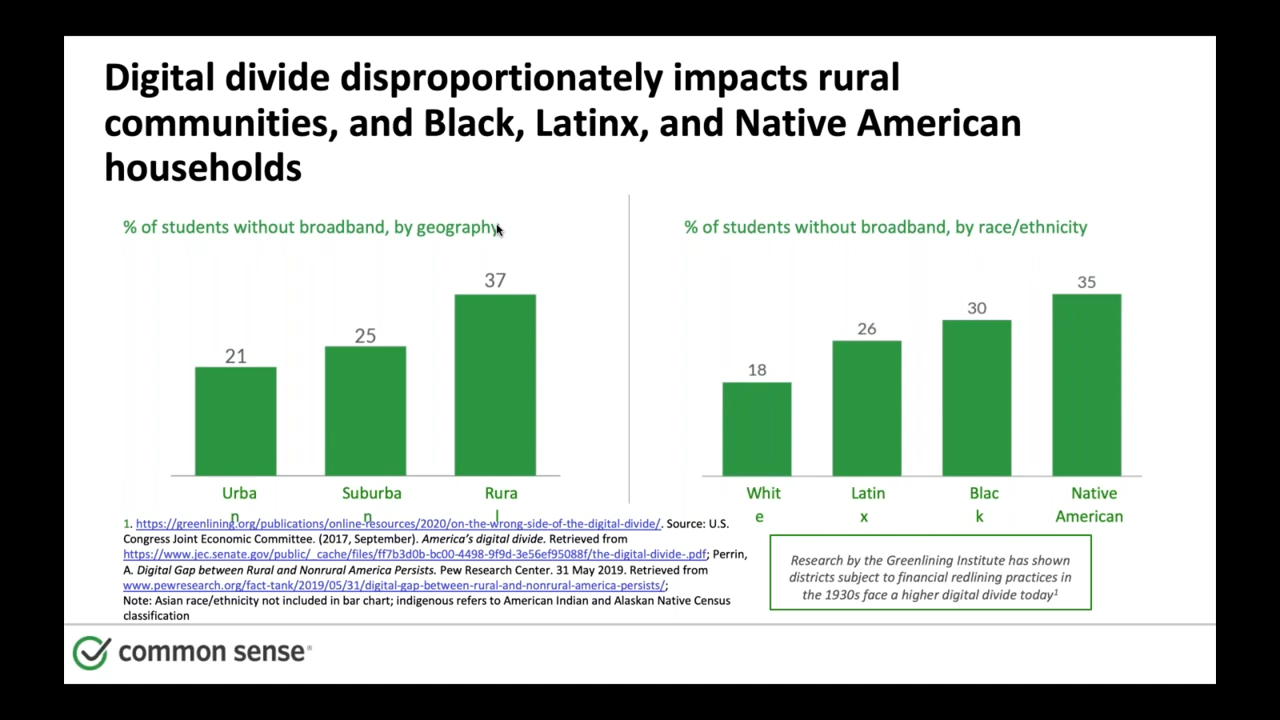 Digital divide disproportionately impacts rural
communities, and Black, Latinx, and Native American
households
% of students without broadband, by geography
37
25
21
Urba
n
Suburba
n
Rura
l
% of students without broadband, by race/ethnicity
35
30
26
18
Whit
e
Latin
x
Blac
k
Native
American
1. https://greenlining.org/publications/online-resources/2020/on-the-wrong-side-of-the-digital-divide/. Source: U.S.
Congress Joint Economic Committee. (2017, September). America's digital divide. Retrieved from
https://www.jec.senate.gov/public/_cache/files/ff7b3d0b-bc00-4498-9f9d-3e56ef95088f/the-digital-divide-.pdf; Perrin,
A. Digital Gap between Rural and Nonrural America Persists. Pew Research Center. 31 May 2019. Retrieved from
www.pewresearch.org/fact-tank/2019/05/31/digital-gap-between-rural-and-nonrural-america-persists/;
Note: Asian race/ethnicity not included in bar chart; indigenous refers to American Indian and Alaskan Native Census
classification
Research by the Greenlining Institute has shown
districts subject to financial redlining practices in
the 1930s face a higher digital divide today1
common sense®